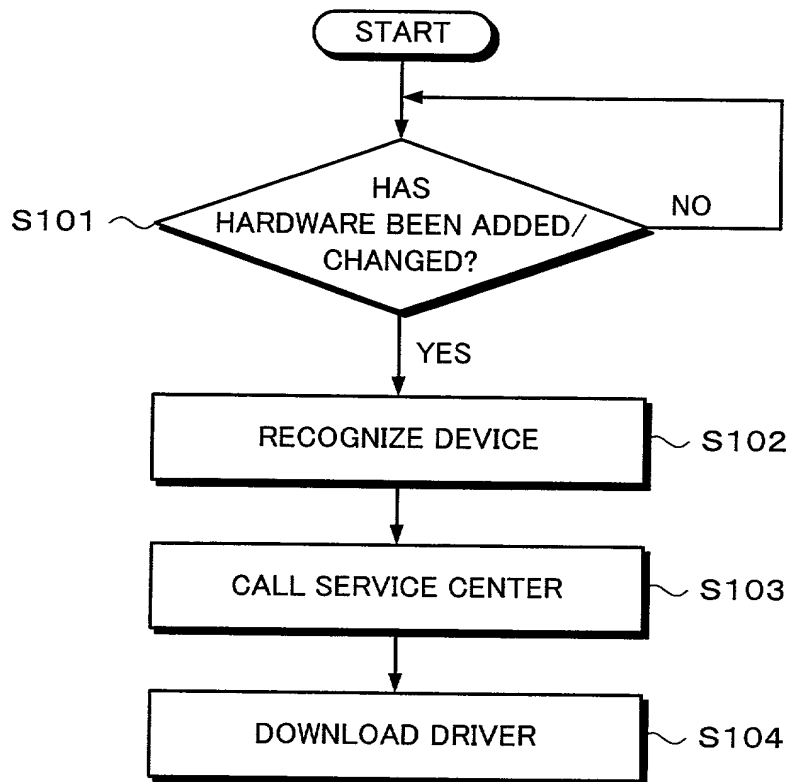 START
HAS
HARDWARE BEEN ADDED/
CHANGED?
S101
NO
YES
RECOGNIZE DEVICE
S102
CALL SERVICE CENTER
S103
DOWNLOAD DRIVER
S104